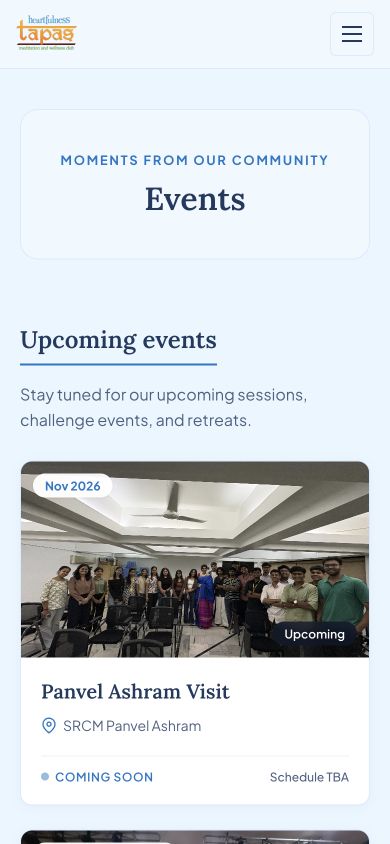 heartfulness
tapas
meditation and wellness club
MOMENTS FROM OUR COMMUNITY
Events
Upcoming events
Stay tuned for our upcoming sessions,
challenge events, and retreats.
Nov 2026
Upcoming
Panvel Ashram Visit
SRCM Panvel Ashram
COMING SOON
Schedule TBA